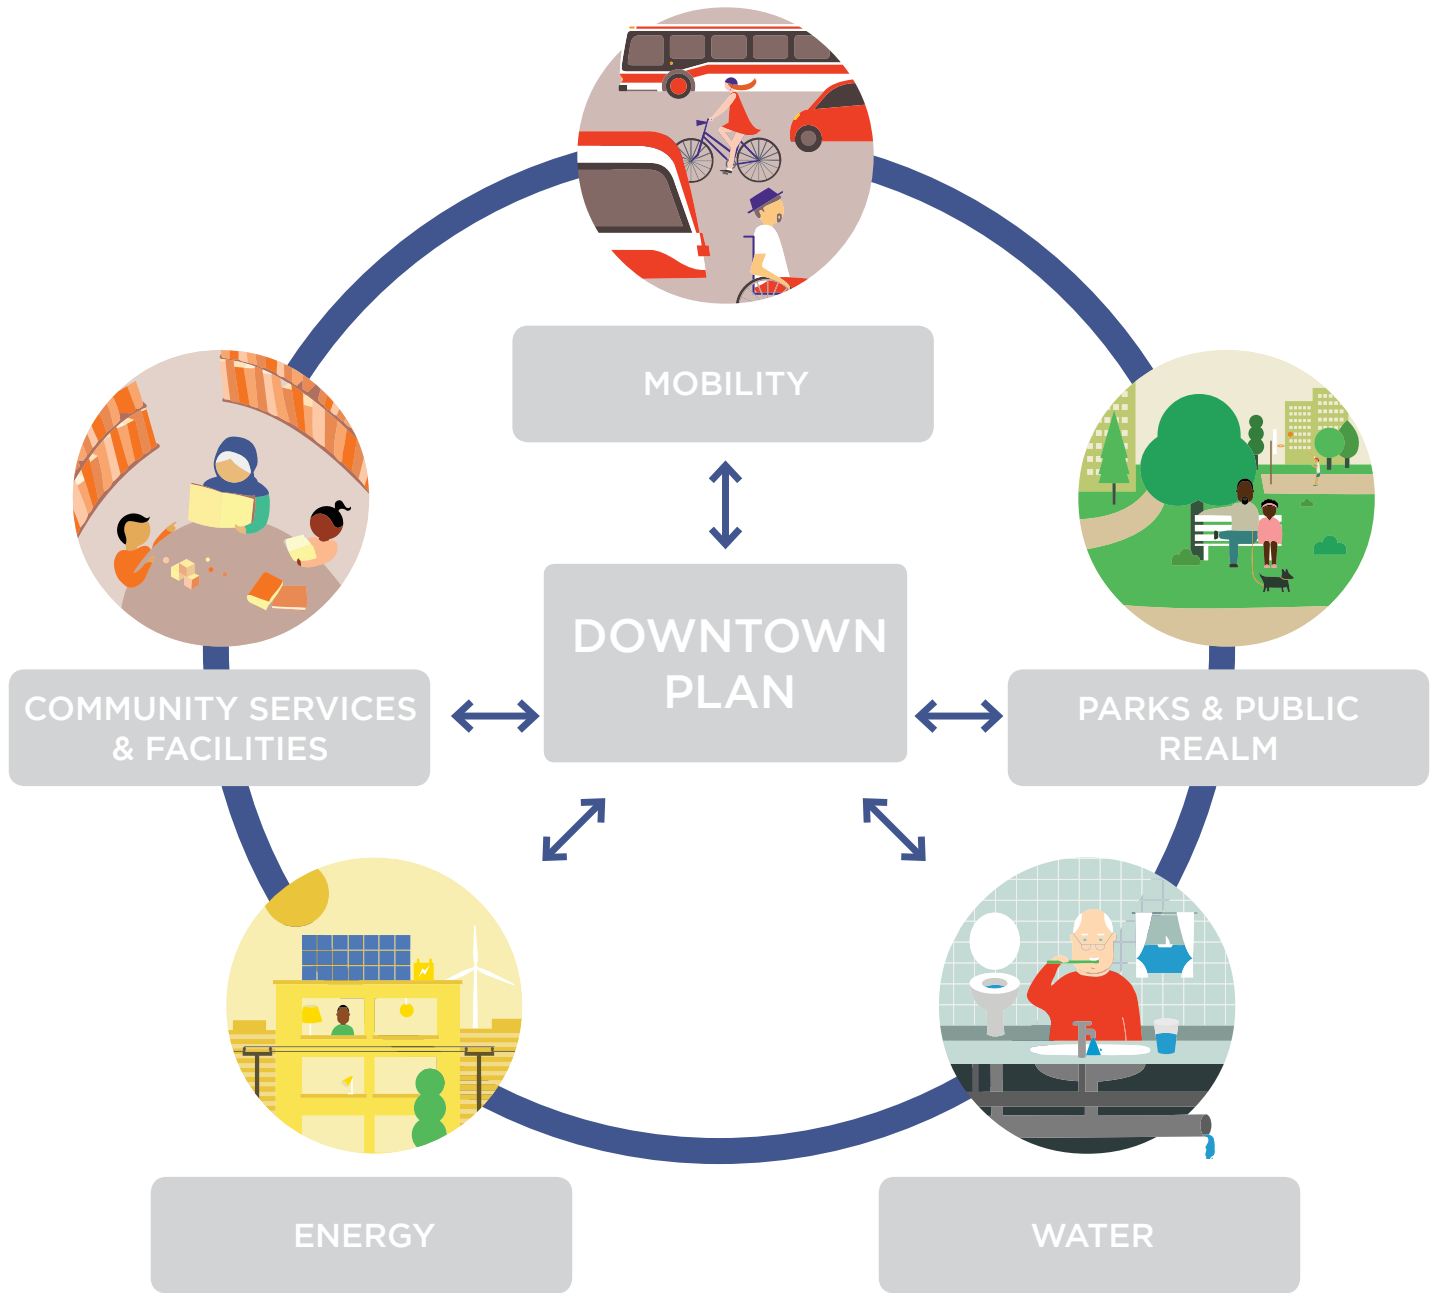 MOBILITY
DOWNTOWN
PLAN
COMMUNITY SERVICES
& FACILITIES
PARKS & PUBLIC
REALM
ENERGY
WATER